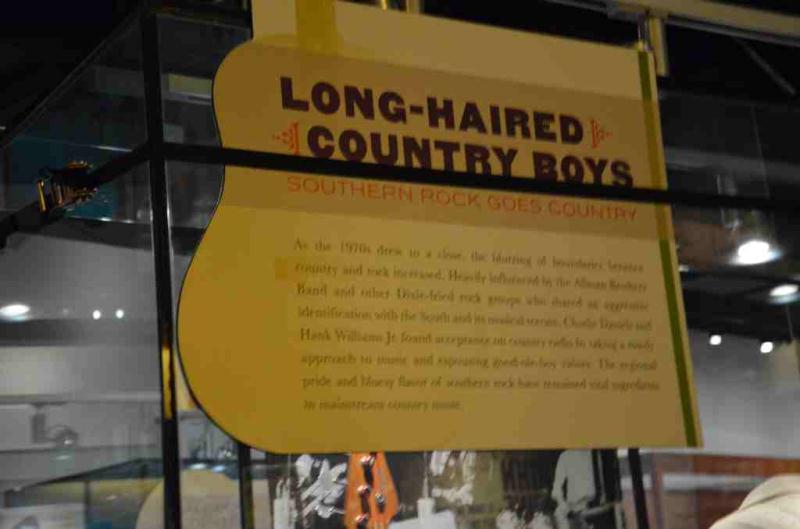 LONG-HAIRED
COUNTRY BOYS
SOUTHERN ROCK GOES COUNTRY
As the 1970s drew to a close, the blurring of boundaries between
country and rock increased. Heavily influenced by the Allman Brothers
Band and other Dixie-fried rock groups who shared an aggressive
identification with the South and its musical scenes, Charlie Daniels and
Hank Williams Jr. found acceptance on country radio by taking a rowdy
approach to music and espousing good-ole-boy values. The regional
pride and bluesy flavor of southern rock have remained vital ingredients
in mainstream country music.